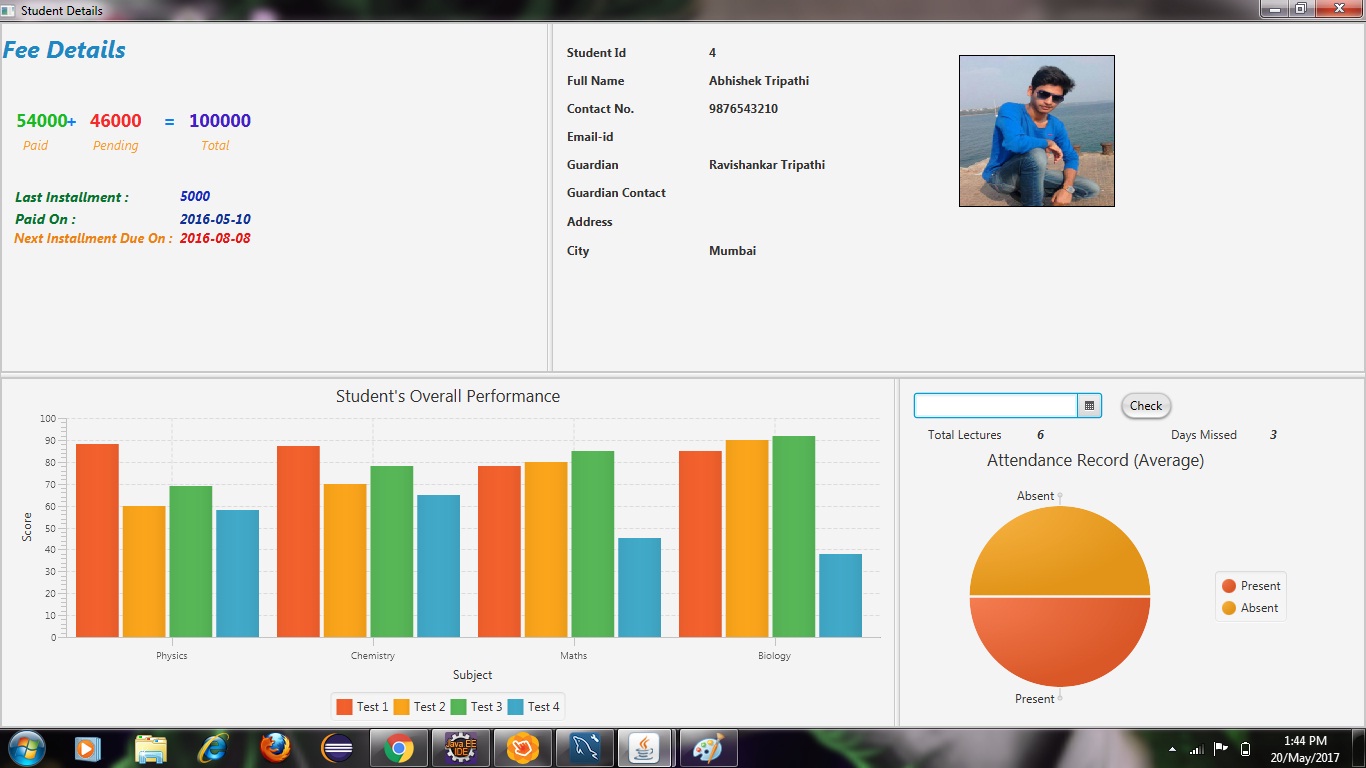 Student Details
Fee Details
54000+ 46000 = 100000
Paid Pending Total
Last Installment : 5000
Paid On : 2016-05-10
Next Installment Due On : 2016-08-08
Student Id 4
Full Name Abhishek Tripathi
Contact No. 9876543210
Email-id
Guardian Ravishankar Tripathi
Guardian Contact
Address
City Mumbai
Student's Overall Performance
100
90
80
70
60
50
40
30
20
10
0
Score
Physics Chemistry Maths Biology
Subject
Test 1 Test 2 Test 3 Test 4
Check
Total Lectures 6 Days Missed 3
Attendance Record (Average)
Absent
Present
Present
Absent
Java EE
IDE
1:44 PM
20/May/2017